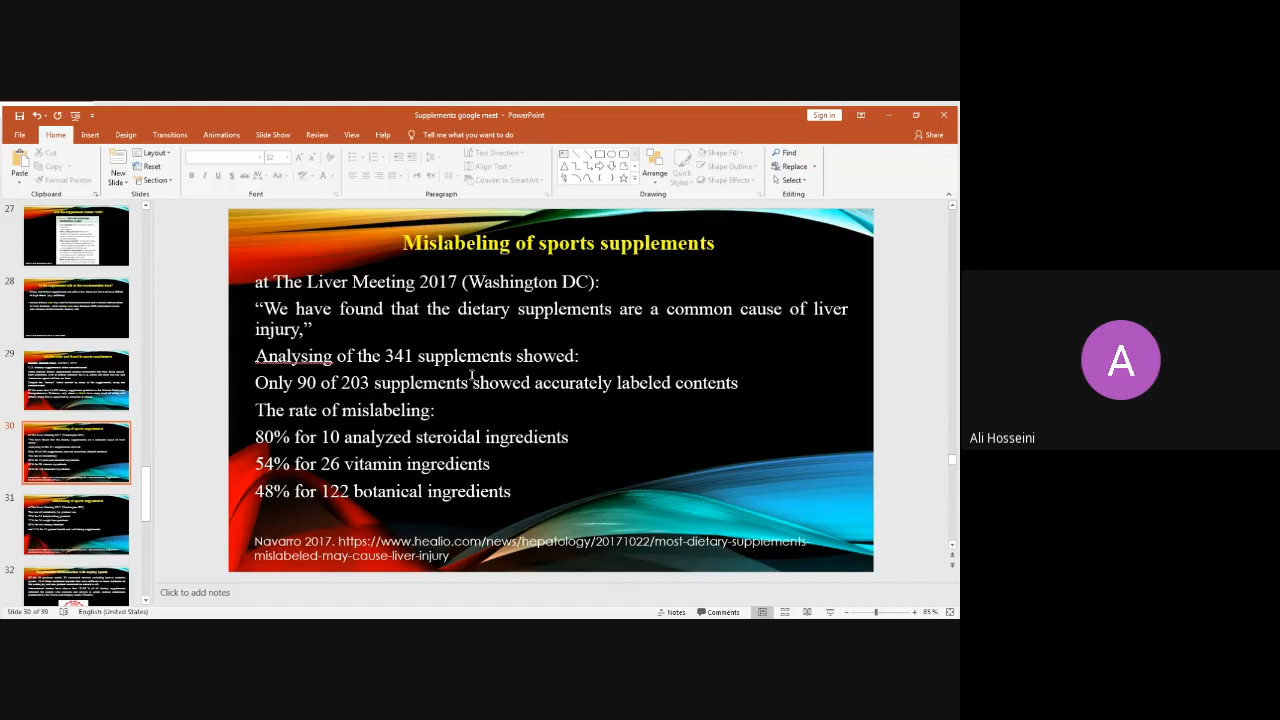 Supplements google meet - PowerPoint
Sign in
File Home Insert Design Transitions Animations Slide Show Review View Help Tell me what you want to do Share
Paste
Cut
Copy
Format Painter
Clipboard
New Slide
Layout
Reset
Section
Slides
32
Font
Text Direction
Align Text
Convert to SmartArt
Paragraph
Arrange
Quick Styles
Shape Fill
Shape Outline
Shape Effects
Drawing
Find
Replace
Select
Editing
27
28
29
30
31
32
Mislabeling of sports supplements
at The Liver Meeting 2017 (Washington DC):
“We have found that the dietary supplements are a common cause of liver
injury,”
Analysing of the 341 supplements showed:
Only 90 of 203 supplements showed accurately labeled contents
The rate of mislabeling:
80% for 10 analyzed steroidal ingredients
54% for 26 vitamin ingredients
48% for 122 botanical ingredients
Navarro 2017. https://www.healio.com/news/hepatology/20171022/most-dietary-supplements-
mislabeled-may-cause-liver-injury
Click to add notes
Slide 30 of 39 English (United States) Notes Comments 85%
A
Ali Hosseini